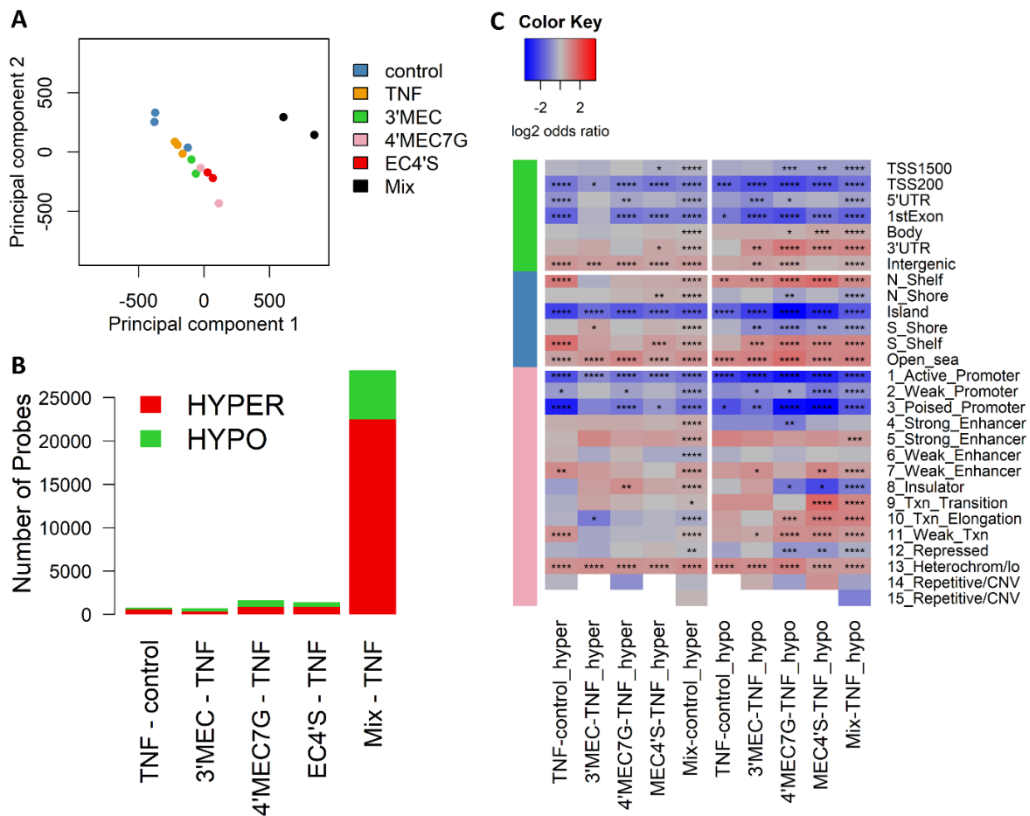 A
Principal component 2
500
0
-500
-500
0
500
Principal component 1
control
TNF
3'MEC
4'MEC7G
EC4'S
Mix
B
Number of Probes
25000
20000
15000
10000
5000
0
HYPER
HYPO
TNF - control
3'MEC - TNF
4'MEC7G - TNF
EC4'S - TNF
Mix - TNF
C
Color Key
-2 2
log2 odds ratio
* **** *** ** **** TSS1500
**** * **** **** **** *** **** **** **** **** TSS200
**** ** **** *** * **** 5'UTR
**** **** **** **** * **** **** **** **** 1stExon
**** * *** **** Body
* **** ** **** **** **** 3'UTR
**** *** **** **** **** ** **** **** Intergenic
**** **** ** *** **** **** **** N_Shelf
** **** ** **** N_Shore
**** **** **** **** **** **** **** **** **** **** Island
* **** ** **** ** **** S_Shore
**** *** **** *** **** **** **** S_Shelf
**** **** **** **** **** **** **** **** **** **** Open_sea
**** **** **** **** **** **** **** **** **** **** 1_Active_Promoter
* * **** * * **** **** 2_Weak_Promoter
**** **** * **** * ** **** **** **** 3_Poised_Promoter
**** ** 4_Strong_Enhancer
**** *** 5_Strong_Enhancer
**** 6_Weak_Enhancer
** **** * ** **** 7_Weak_Enhancer
** **** * * **** 8_Insulator
* **** **** 9_Txn_Transition
* **** *** **** **** 10_Txn_Elongation
**** **** * **** **** **** 11_Weak_Txn
** *** ** **** 12_Repressed
**** **** **** **** **** **** **** **** **** **** 13_Heterochrom/lo
14_Repetitive/CNV
15_Repetitive/CNV
TNF-control_hyper
3'MEC-TNF_hyper
4'MEC7G-TNF_hyper
MEC4'S-TNF_hyper
Mix-control_hyper
TNF-control_hypo
3'MEC-TNF_hypo
4'MEC7G-TNF_hypo
MEC4'S-TNF_hypo
Mix-TNF_hypo